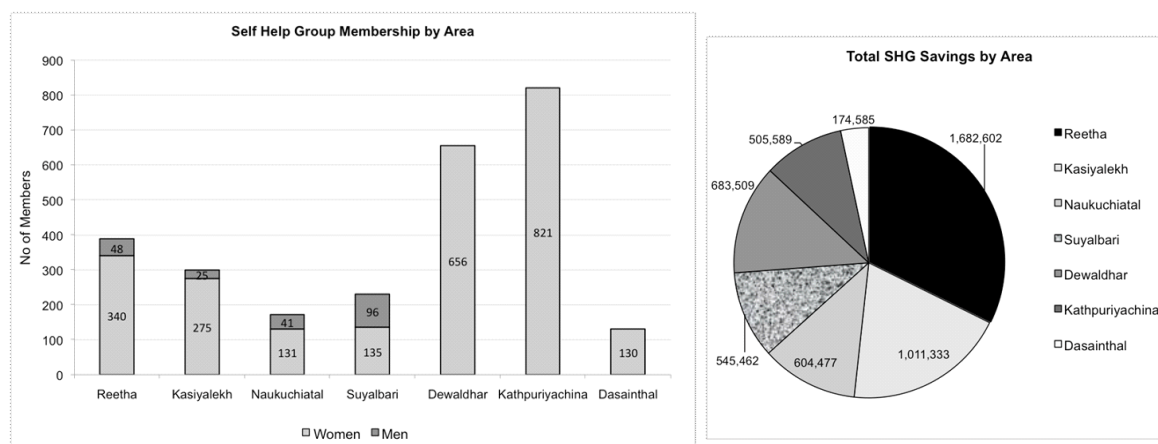 Self Help Group Membership by Area
No of Members
900
800
700
600
500
400
300
200
100
0
48
340
25
275
41
131
96
135
656
821
130
Reetha Kasiyalekh Naukuchiatal Suyalbari Dewaldhar Kathpuriyachina Dasainthal
Women Men
Total SHG Savings by Area
174,585
1,682,602
505,589
683,509
545,462
604,477
1,011,333
Reetha
Kasiyalekh
Naukuchiatal
Suyalbari
Dewaldhar
Kathpuriyachina
Dasainthal